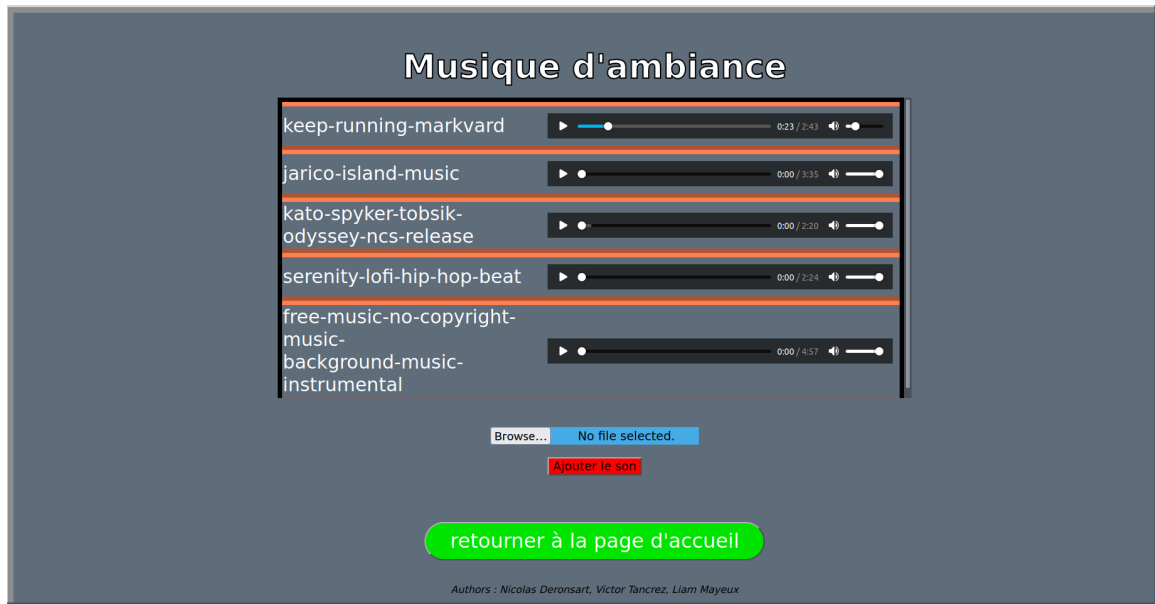 Musique d'ambiance
keep-running-markvard
0:23 / 2:43
jarico-island-music
0:00 / 3:35
kato-spyker-tobsik-
odyssey-ncs-release
0:00 / 2:20
serenity-lofi-hip-hop-beat
0:00 / 2:24
free-music-no-copyright-
music-
background-music-
instrumental
0:00 / 4:57
Browse... No file selected.
Ajouter le son
retourner à la page d'accueil
Authors : Nicolas Deronsart, Victor Tancrez, Liam Mayeux